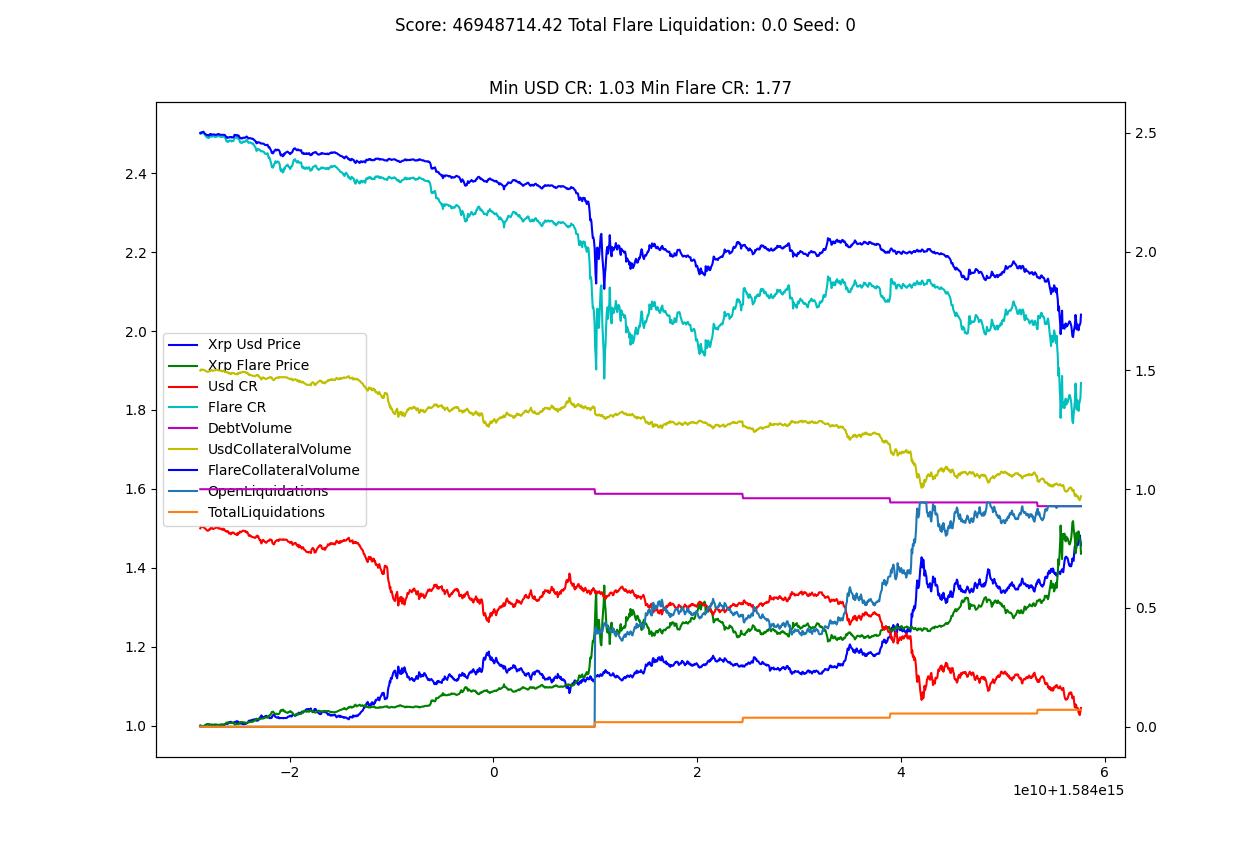 Score: 46948714.42 Total Flare Liquidation: 0.0 Seed: 0
Min USD CR: 1.03 Min Flare CR: 1.77
2.4
2.2
2.0
1.8
1.6
1.4
1.2
1.0
Xrp Usd Price
Xrp Flare Price
Usd CR
Flare CR
DebtVolume
UsdCollateralVolume
FlareCollateralVolume
OpenLiquidations
TotalLiquidations
2.5
2.0
1.5
1.0
0.5
0.0
−2 0 2 4 6
1e10+1.584e15